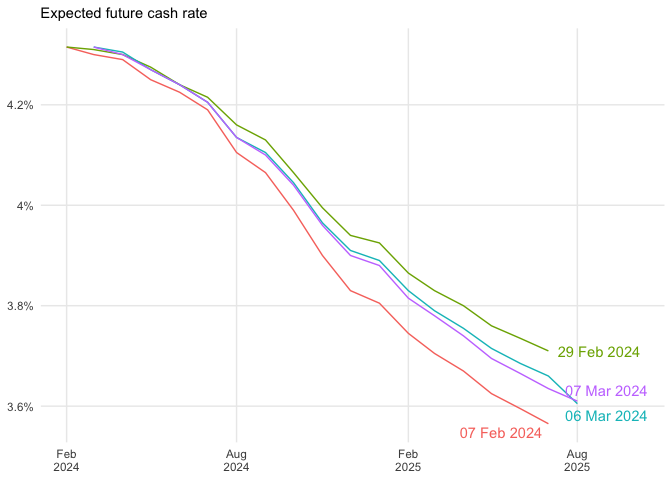 Expected future cash rate
4.2%
4%
3.8%
3.6%
29 Feb 2024
07 Mar 2024
06 Mar 2024
07 Feb 2024
Feb
2024
Aug
2024
Feb
2025
Aug
2025